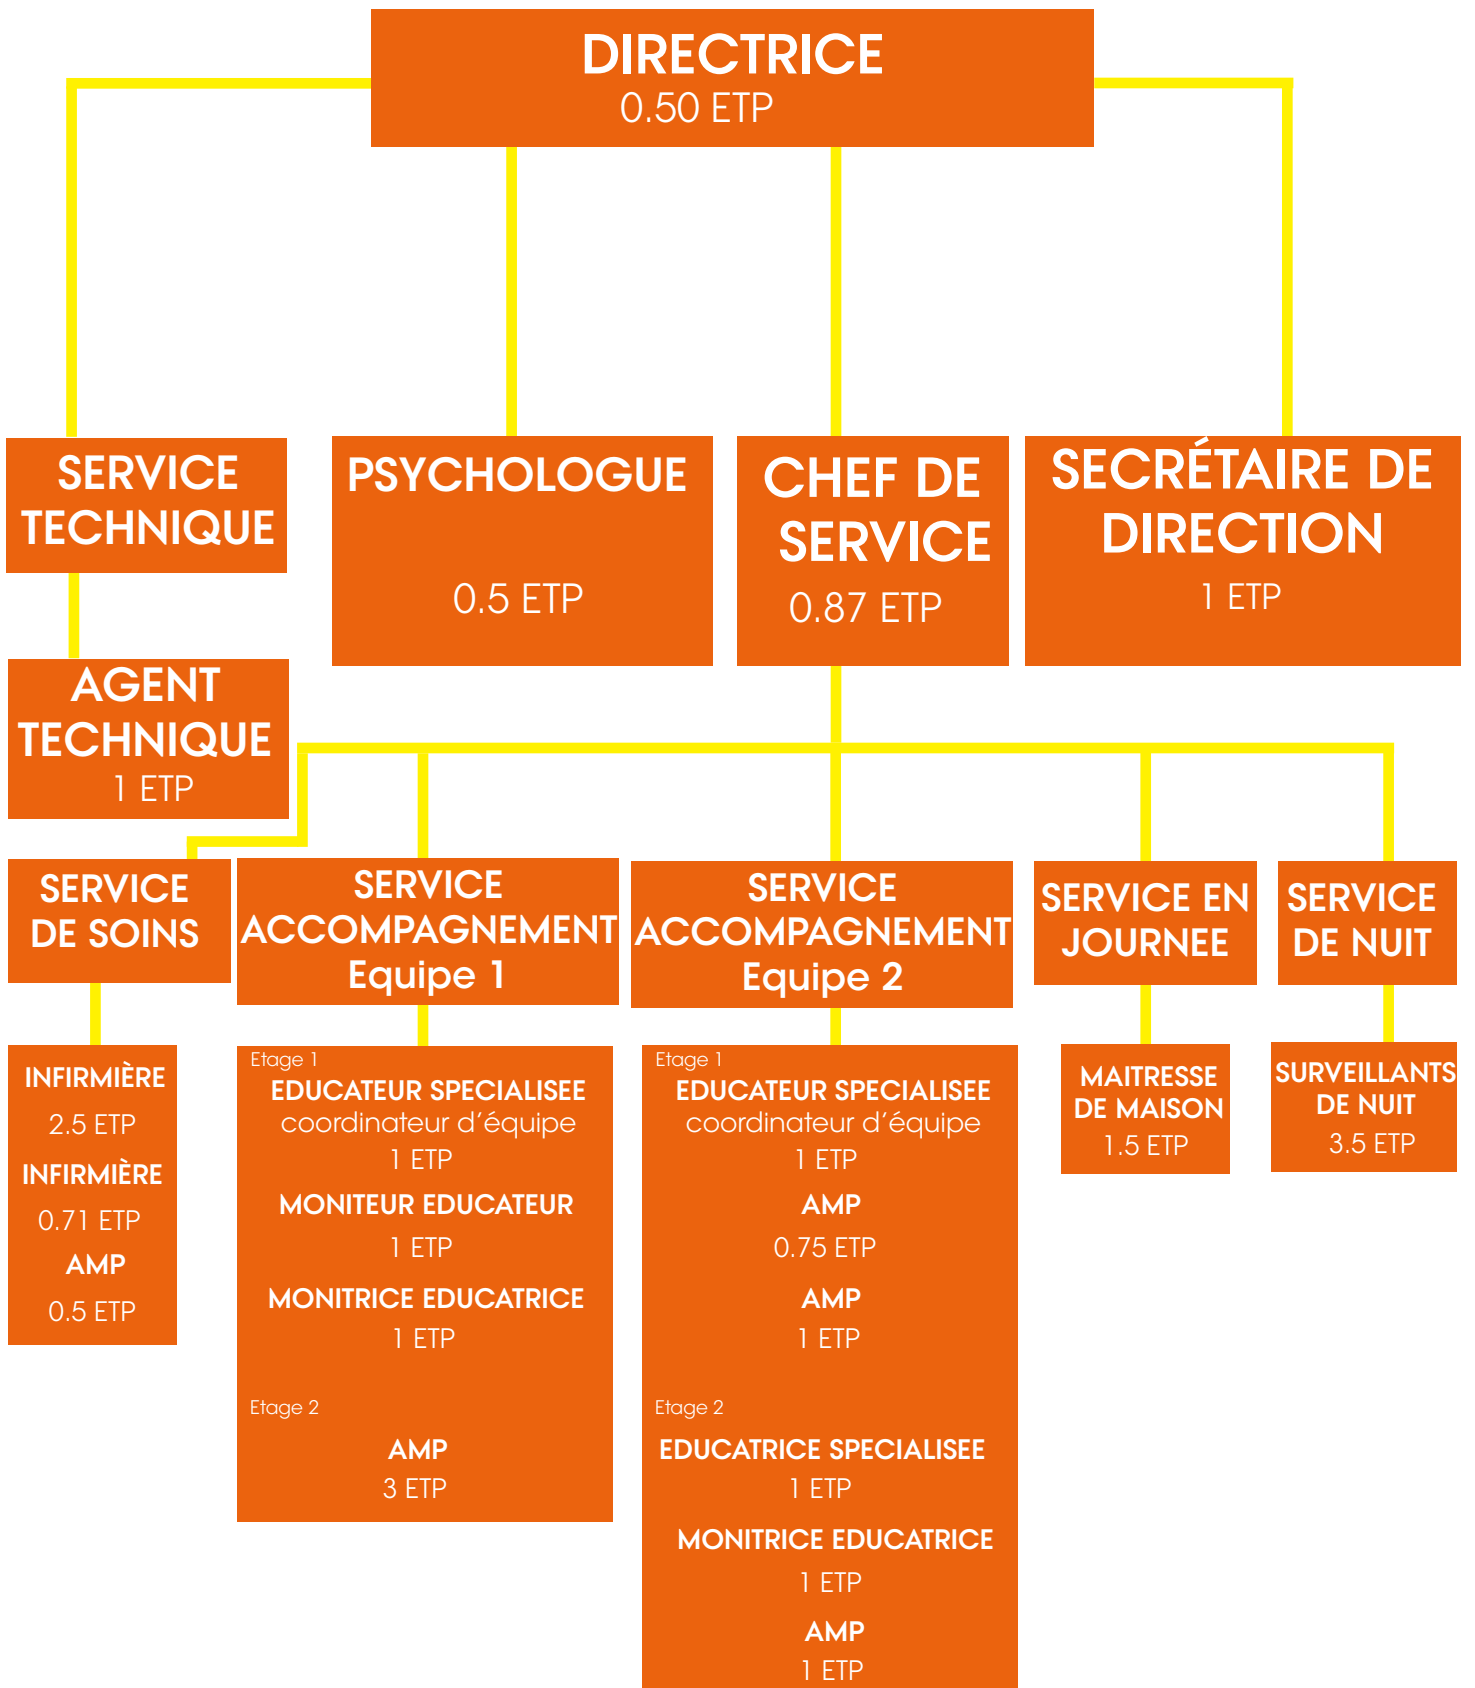 DIRECTRICE
0.50 ETP
SERVICE
TECHNIQUE
PSYCHOLOGUE
0.5 ETP
CHEF DE
SERVICE
0.87 ETP
SECRÉTAIRE DE
DIRECTION
1 ETP
AGENT
TECHNIQUE
1 ETP
SERVICE
DE SOINS
SERVICE
ACCOMPAGNEMENT
Equipe 1
SERVICE
ACCOMPAGNEMENT
Equipe 2
SERVICE EN
JOURNEE
SERVICE
DE NUIT
INFIRMIÈRE
2.5 ETP
INFIRMIÈRE
0.71 ETP
AMP
0.5 ETP
Etage 1
EDUCATEUR SPECIALISEE
coordinateur d'équipe
1 ETP
MONITEUR EDUCATEUR
1 ETP
MONITRICE EDUCATRICE
1 ETP
Etage 2
AMP
3 ETP
Etage 1
EDUCATEUR SPECIALISEE
coordinateur d'équipe
1 ETP
AMP
0.75 ETP
AMP
1 ETP
Etage 2
EDUCATRICE SPECIALISEE
1 ETP
MONITRICE EDUCATRICE
1 ETP
AMP
1 ETP
MAITRESSE
DE MAISON
1.5 ETP
SURVEILLANTS
DE NUIT
3.5 ETP